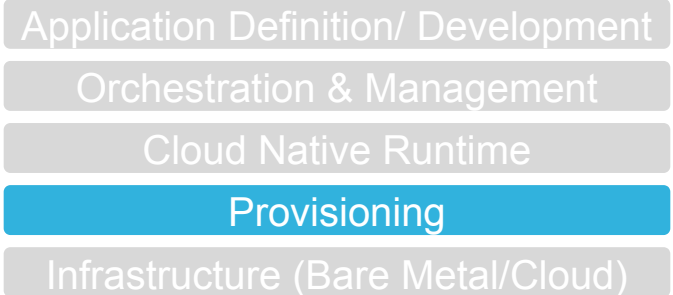 Application Definition/ Development
Orchestration & Management
Cloud Native Runtime
Provisioning
Infrastructure (Bare Metal/Cloud)